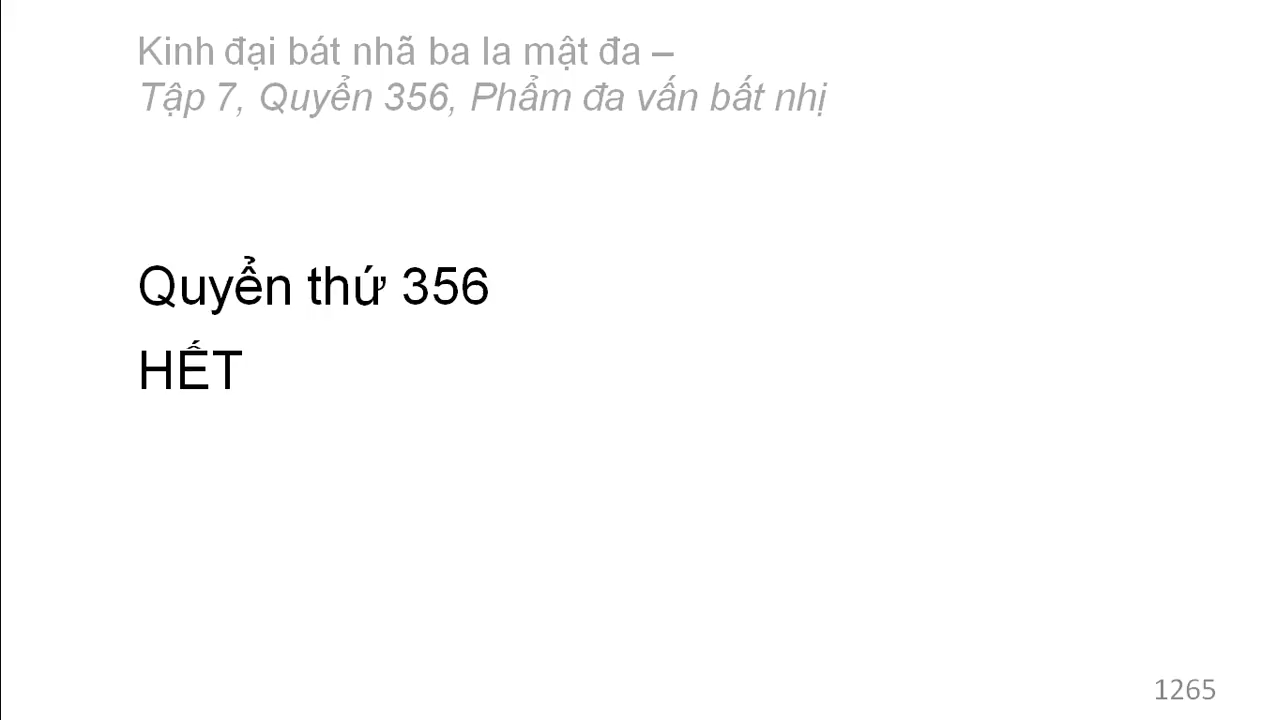 Kinh đại bát nhã ba la mật đa –
Tập 7, Quyển 356, Phẩm đa vấn bất nhị
Quyển thứ 356
HẾT
1265